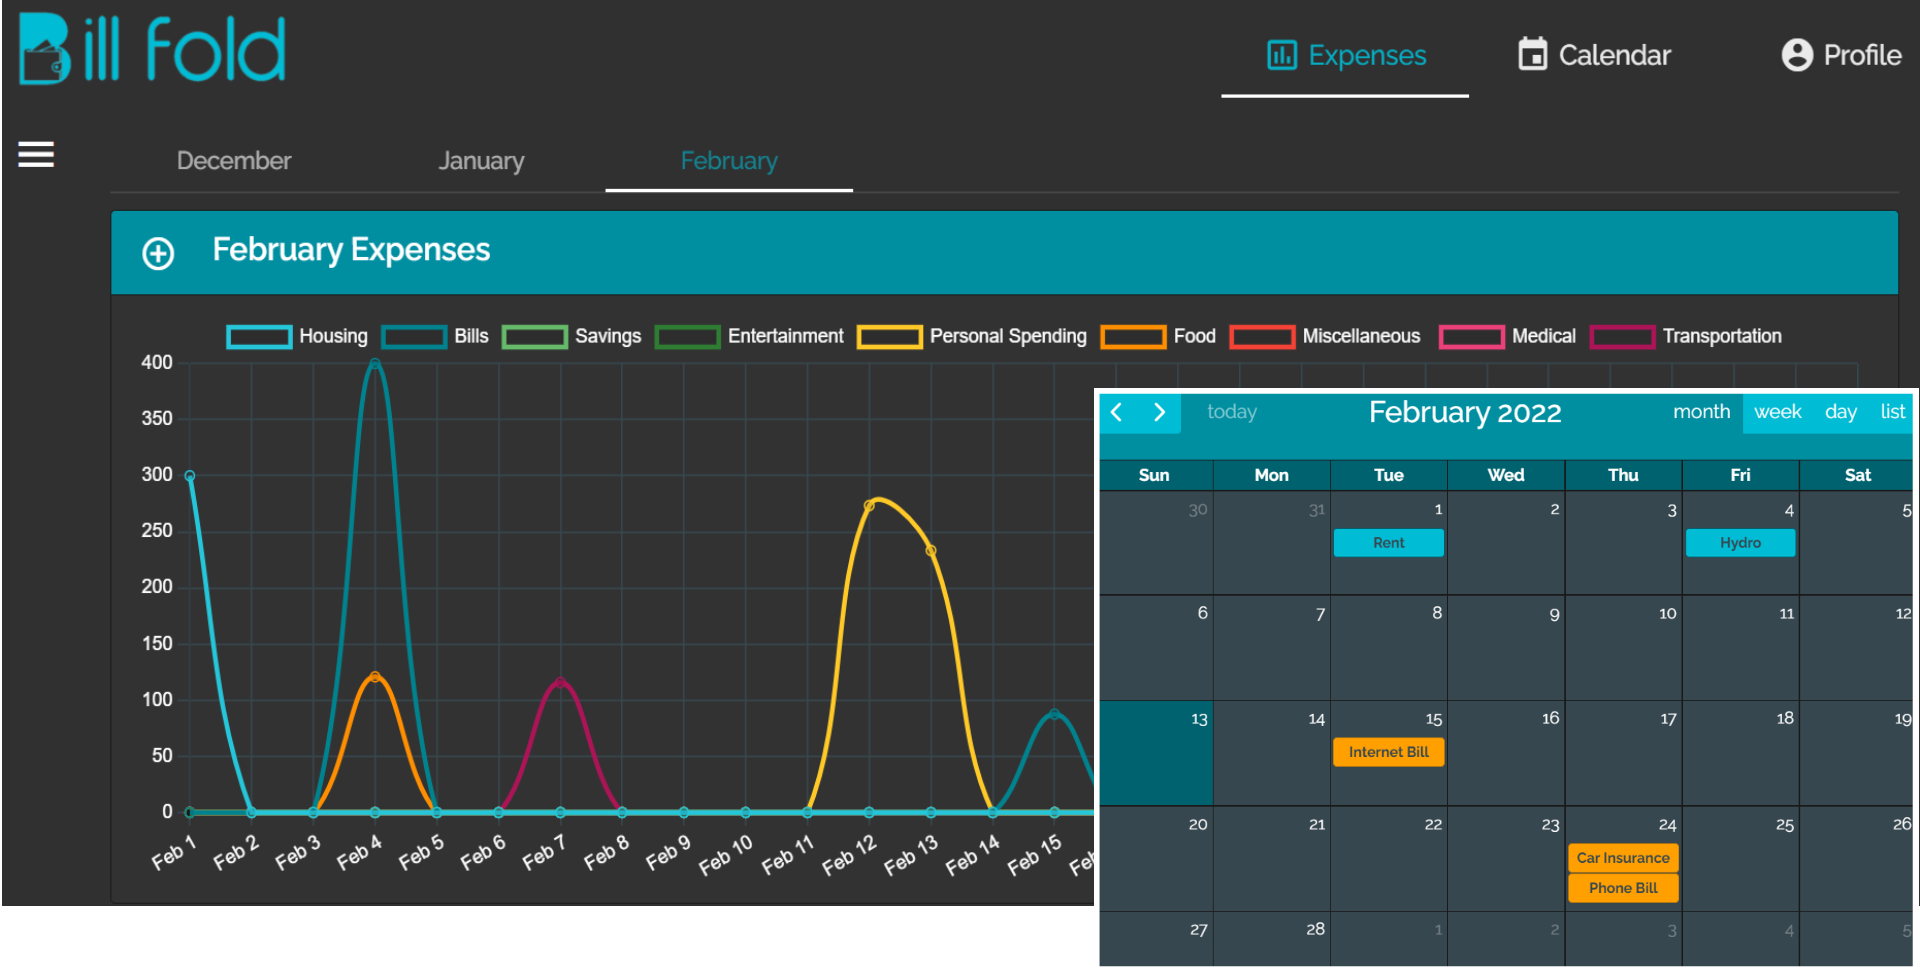 Bill fold
Expenses
Calendar
Profile
December
January
February
February Expenses
Housing
Bills
Savings
Entertainment
Personal Spending
Food
Miscellaneous
Medical
Transportation
400
350
300
250
200
150
100
50
0
Feb 1
Feb 2
Feb 3
Feb 4
Feb 5
Feb 6
Feb 7
Feb 8
Feb 9
Feb 10
Feb 11
Feb 12
Feb 13
Feb 14
Feb 15
today
February 2022
month
week
day
list
Sun Mon Tue Wed Thu Fri Sat
30 31 1 2 3 4 5
Rent
Hydro
6 7 8 9 10 11 12
13 14 15 16 17 18 19
Internet Bill
20 21 22 23 24 25 26
Car Insurance
Phone Bill
27 28 1 2 3 4 5